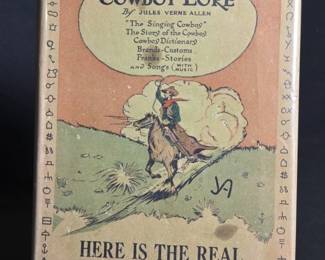 COWBOY LORE
By JULES VERNE ALLEN
"The Singing Cowboy"
The Story of the Cowboy
Cowboy Dictionary
Brands-Customs
Pranks-Stories
and Songs (WITH MUSIC)
HERE IS THE REAL